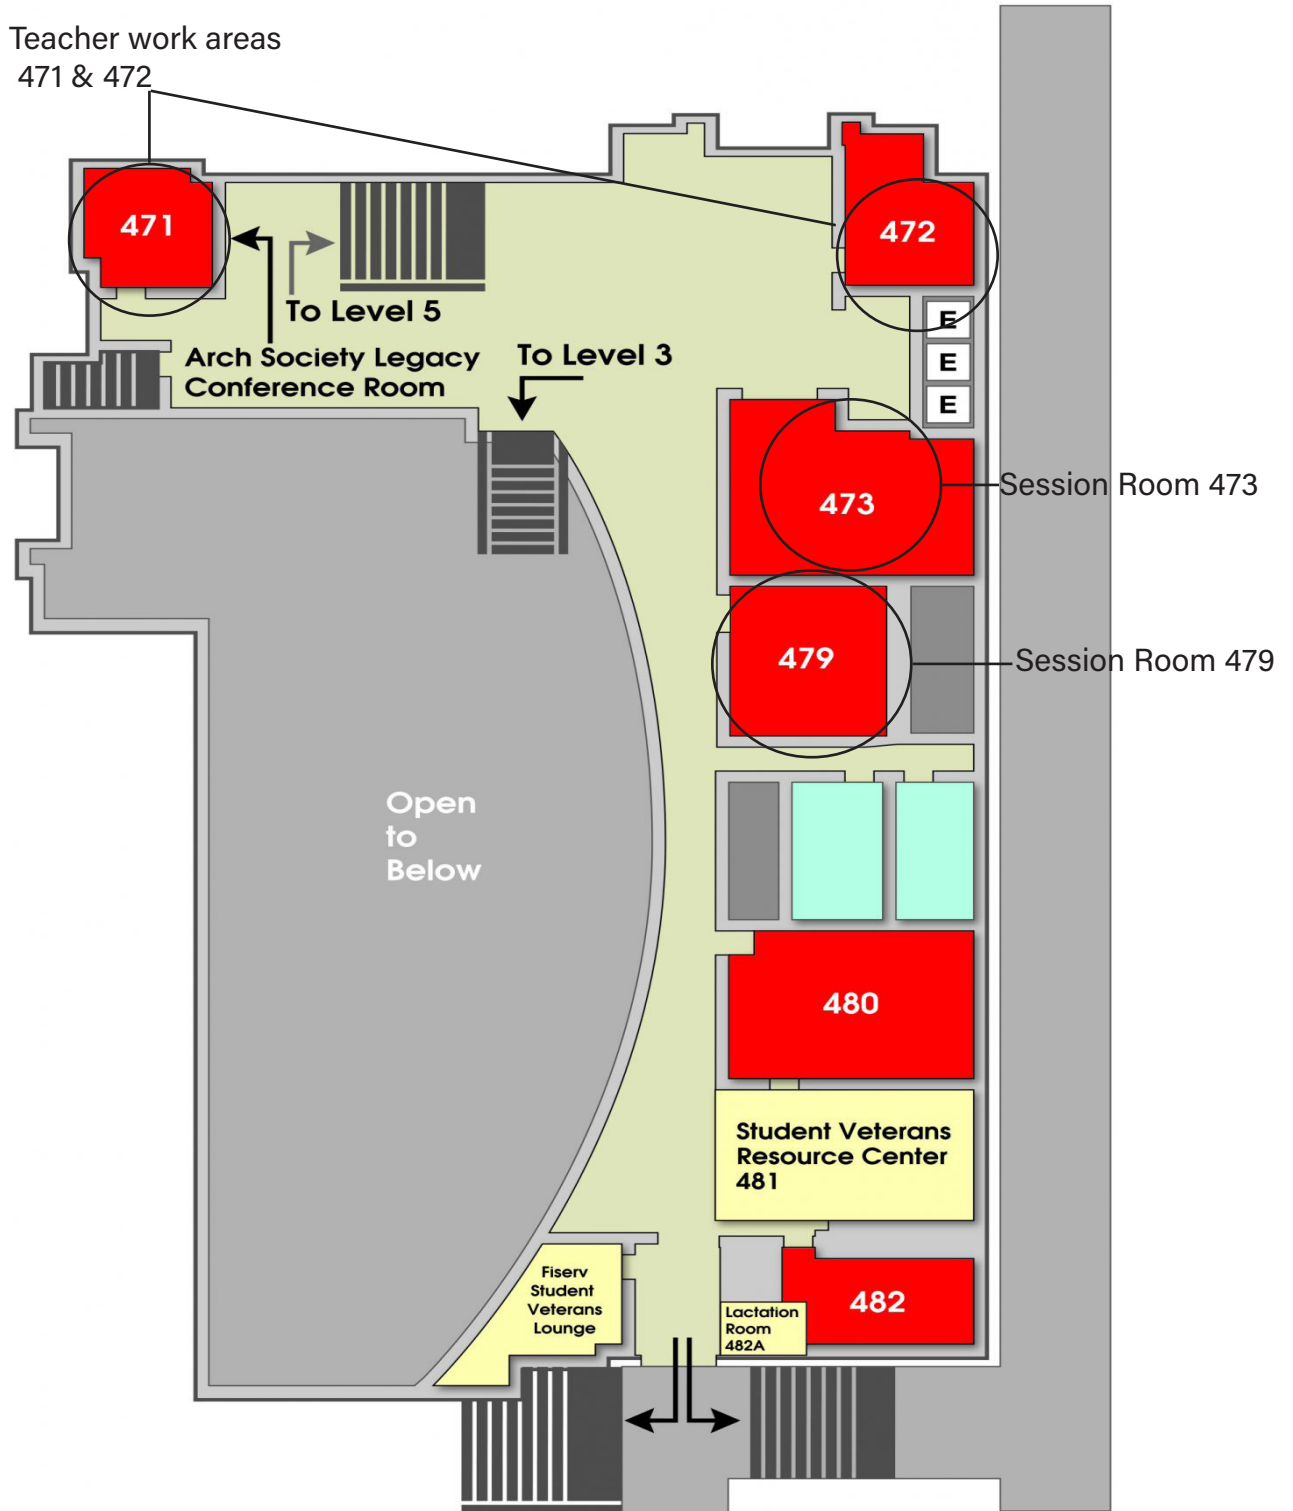 Teacher work areas
471 & 472
471
472
To Level 5
Arch Society Legacy
Conference Room
To Level 3
E
E
E
473
Session Room 473
479
Session Room 479
Open
to
Below
480
Student Veterans
Resource Center
481
Fiserv
Student
Veterans
Lounge
482
Lactation
Room
482A